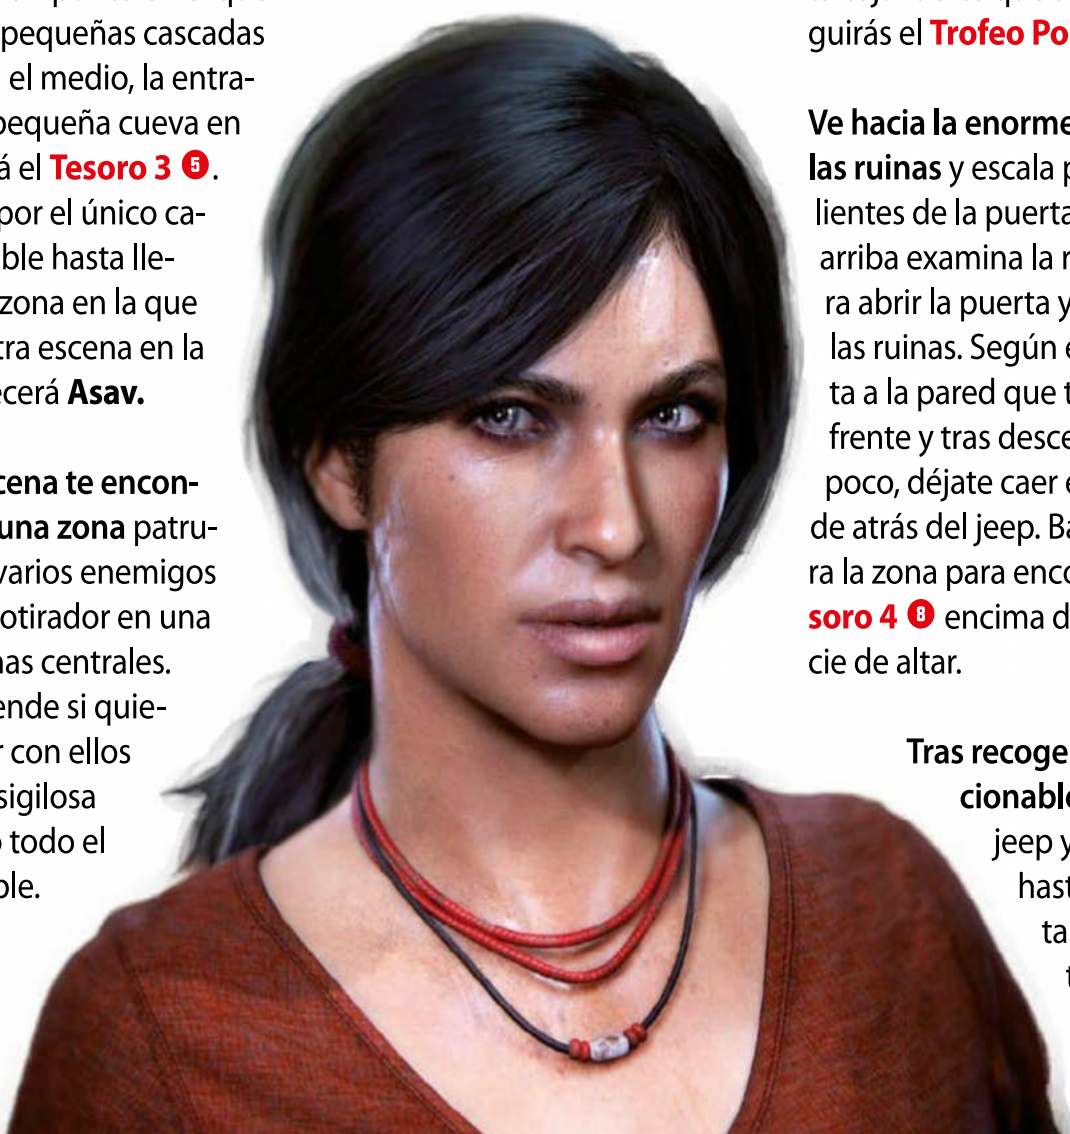 pequeñas cascadas
el medio, la entra-
pequeña cueva en
á el Tesoro 3 5.
por el único ca-
ble hasta lle-
zona en la que
tra escena en la
ecerá Asav.
cena te encon-
una zona patru-
varios enemigos
otirador en una
nas centrales.
ende si quie-
r con ellos
sigilosa
o todo el
ble.
guirás el Trofeo Po
Ve hacia la enorme
las ruinas y escala p
lientes de la puerta
arriba examina la
ra abrir la puerta y
las ruinas. Según e
ta a la pared que t
frente y tras desce
poco, déjate caer e
de atrás del jeep. Ba
ra la zona para enco
soro 4 8 encima d
cie de altar.
Tras recoge
cionable
jeep y
hast
ta
t